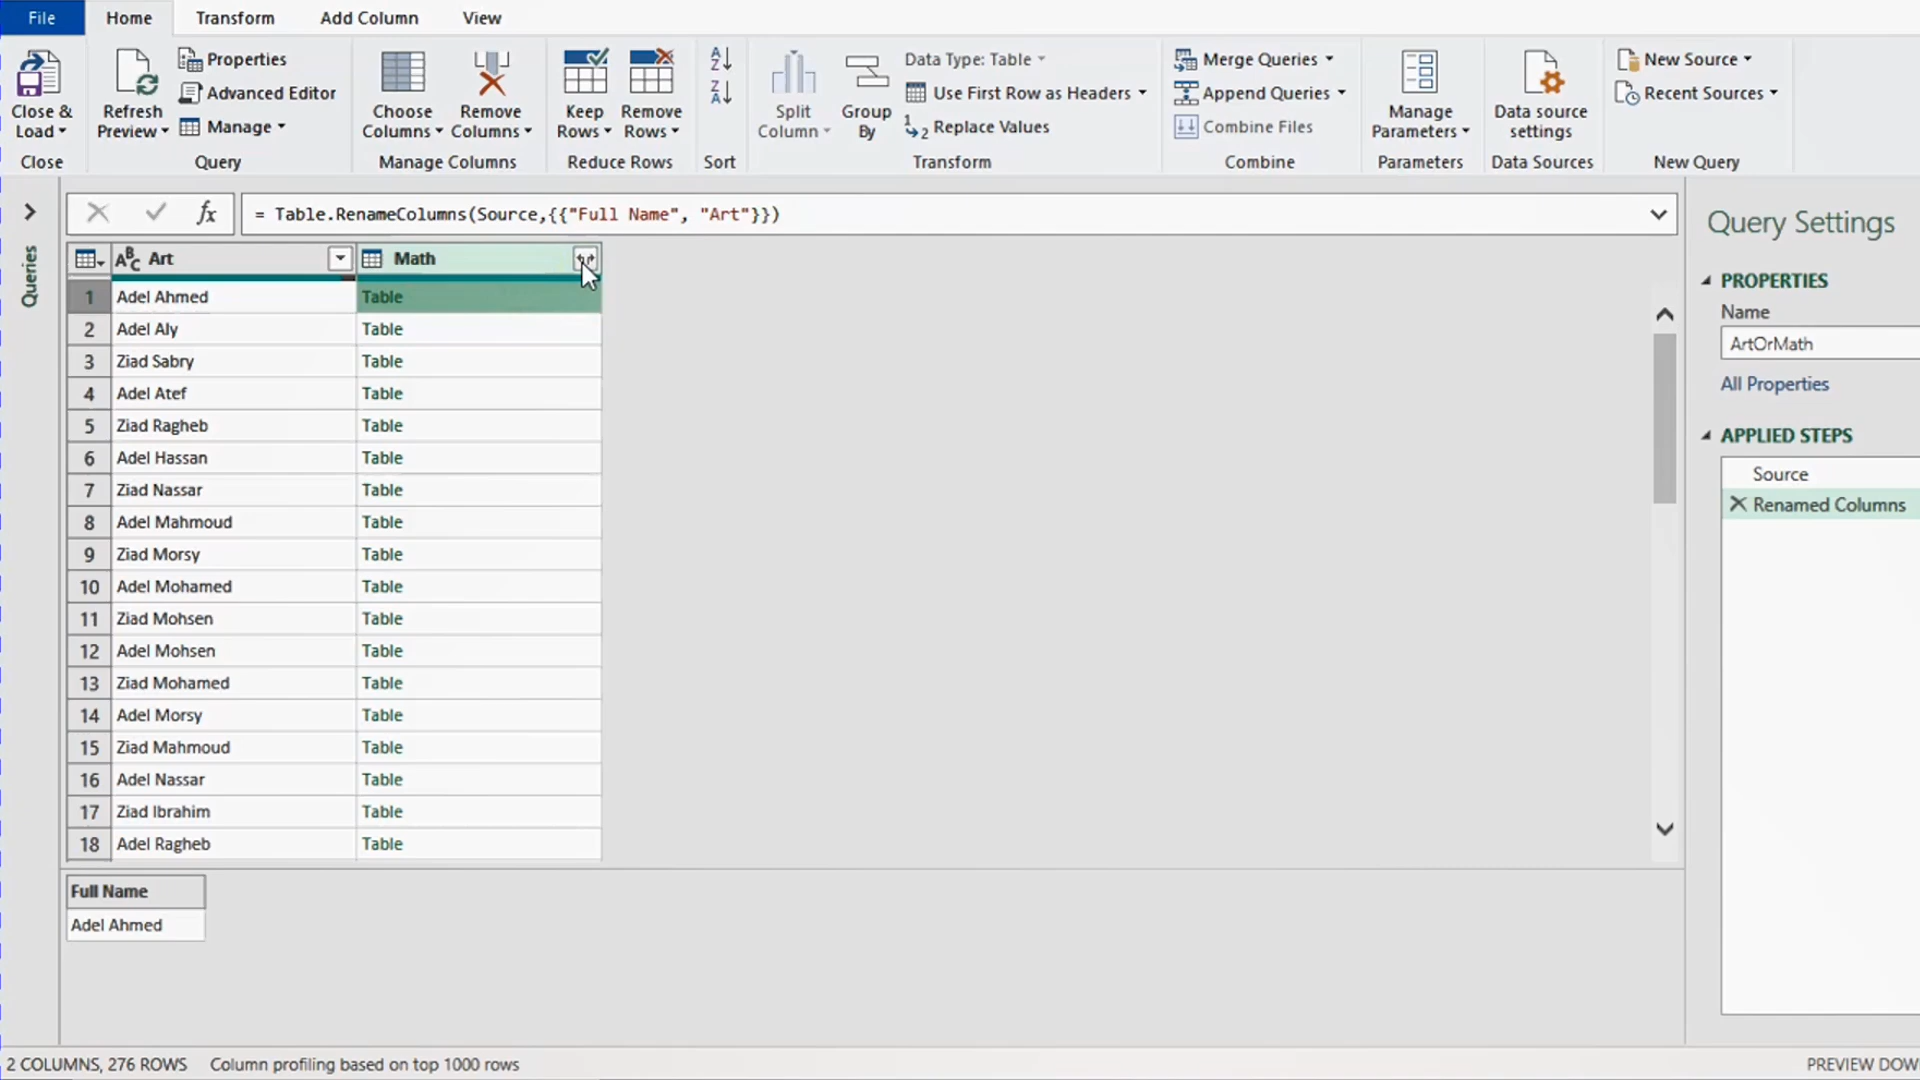 File Home Transform Add Column View
Close & Load
Close
Refresh Preview
Properties
Advanced Editor
Manage
Query
Choose Columns
Remove Columns
Manage Columns
Keep Rows
Remove Rows
Reduce Rows
A Z
Z A
Sort
Split Column
Group By
Data Type: Table
Use First Row as Headers
1 2 Replace Values
Transform
Merge Queries
Append Queries
Combine Files
Combine
Manage Parameters
Parameters
Data source settings
Data Sources
New Source
Recent Sources
New Query
Queries
fx = Table.RenameColumns(Source,{{"Full Name", "Art"}})
ABC Art Math
1 Adel Ahmed Table
2 Adel Aly Table
3 Ziad Sabry Table
4 Adel Atef Table
5 Ziad Ragheb Table
6 Adel Hassan Table
7 Ziad Nassar Table
8 Adel Mahmoud Table
9 Ziad Morsy Table
10 Adel Mohamed Table
11 Ziad Mohsen Table
12 Adel Mohsen Table
13 Ziad Mohamed Table
14 Adel Morsy Table
15 Ziad Mahmoud Table
16 Adel Nassar Table
17 Ziad Ibrahim Table
18 Adel Ragheb Table
Full Name
Adel Ahmed
Query Settings
PROPERTIES
Name
ArtOrMath
All Properties
APPLIED STEPS
Source
Renamed Columns
2 COLUMNS, 276 ROWS Column profiling based on top 1000 rows
PREVIEW DOW